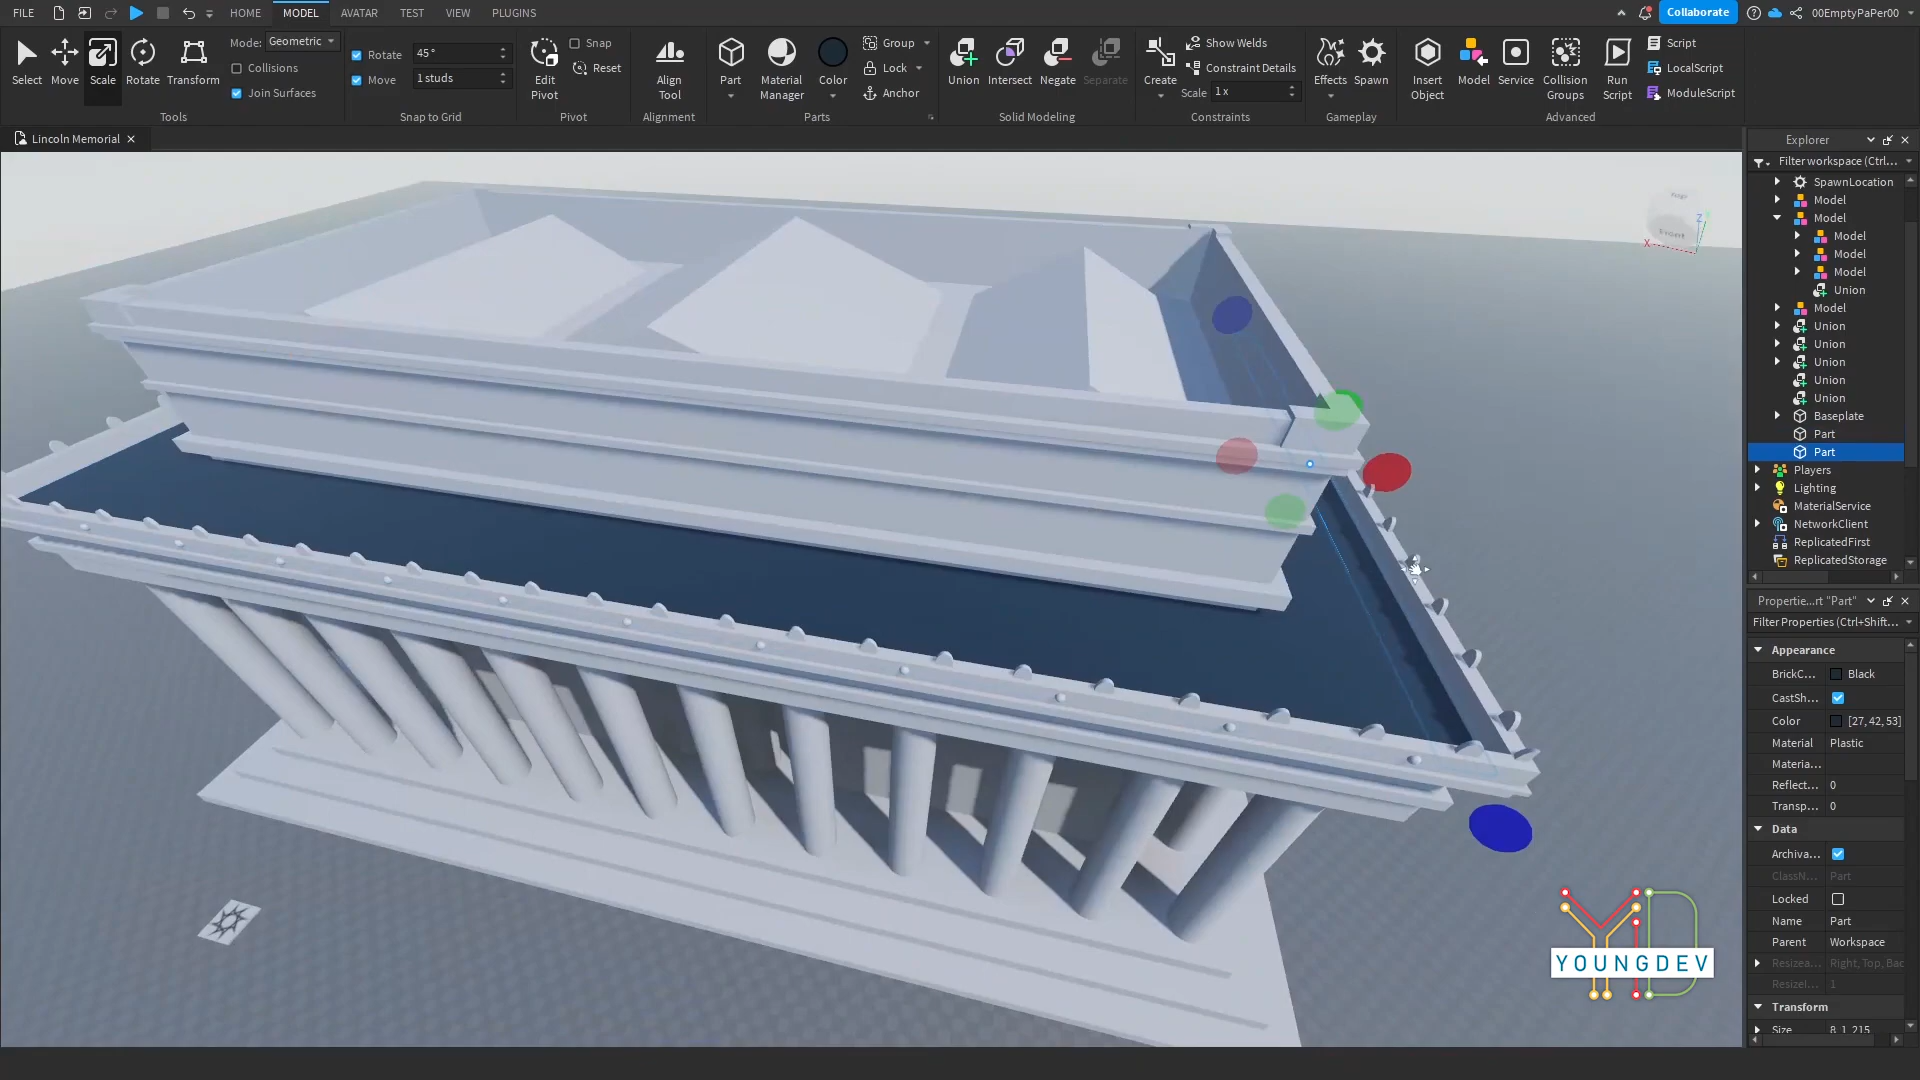 FILE HOME MODEL AVATAR TEST VIEW PLUGINS Collaborate 00EmptyPaPer00
Select Move Scale Rotate Transform
Mode: Geometric
Collisions
Join Surfaces
Tools
Rotate 45°
Move 1 studs
Snap to Grid
Edit Pivot
Snap
Reset
Pivot
Align Tool
Alignment
Part
Material Manager
Color
Group
Lock
Anchor
Parts
Union Intersect Negate Separate
Solid Modeling
Create
Show Welds
Constraint Details
Scale 1x
Constraints
Effects Spawn
Gameplay
Insert Object
Model
Service
Collision Groups
Run Script
Script
LocalScript
ModuleScript
Advanced
Lincoln Memorial
Explorer
Filter workspace (Ctrl...
SpawnLocation
Model
Model
Model
Model
Model
Union
Model
Union
Union
Union
Union
Union
Baseplate
Part
Part
Players
Lighting
MaterialService
NetworkClient
ReplicatedFirst
ReplicatedStorage
Propertie...rt "Part"
Filter Properties (Ctrl+Shift...
Appearance
BrickC... Black
CastSh...
Color [27, 42, 53]
Material Plastic
Materia...
Reflect... 0
Transp... 0
Data
Archiva...
ClassN... Part
Locked
Name Part
Parent Workspace
Resizea... Right, Top, Bac
Resizel... 1
Transform
Size 8, 1, 215
X
Z
YD
YOUNGDEV